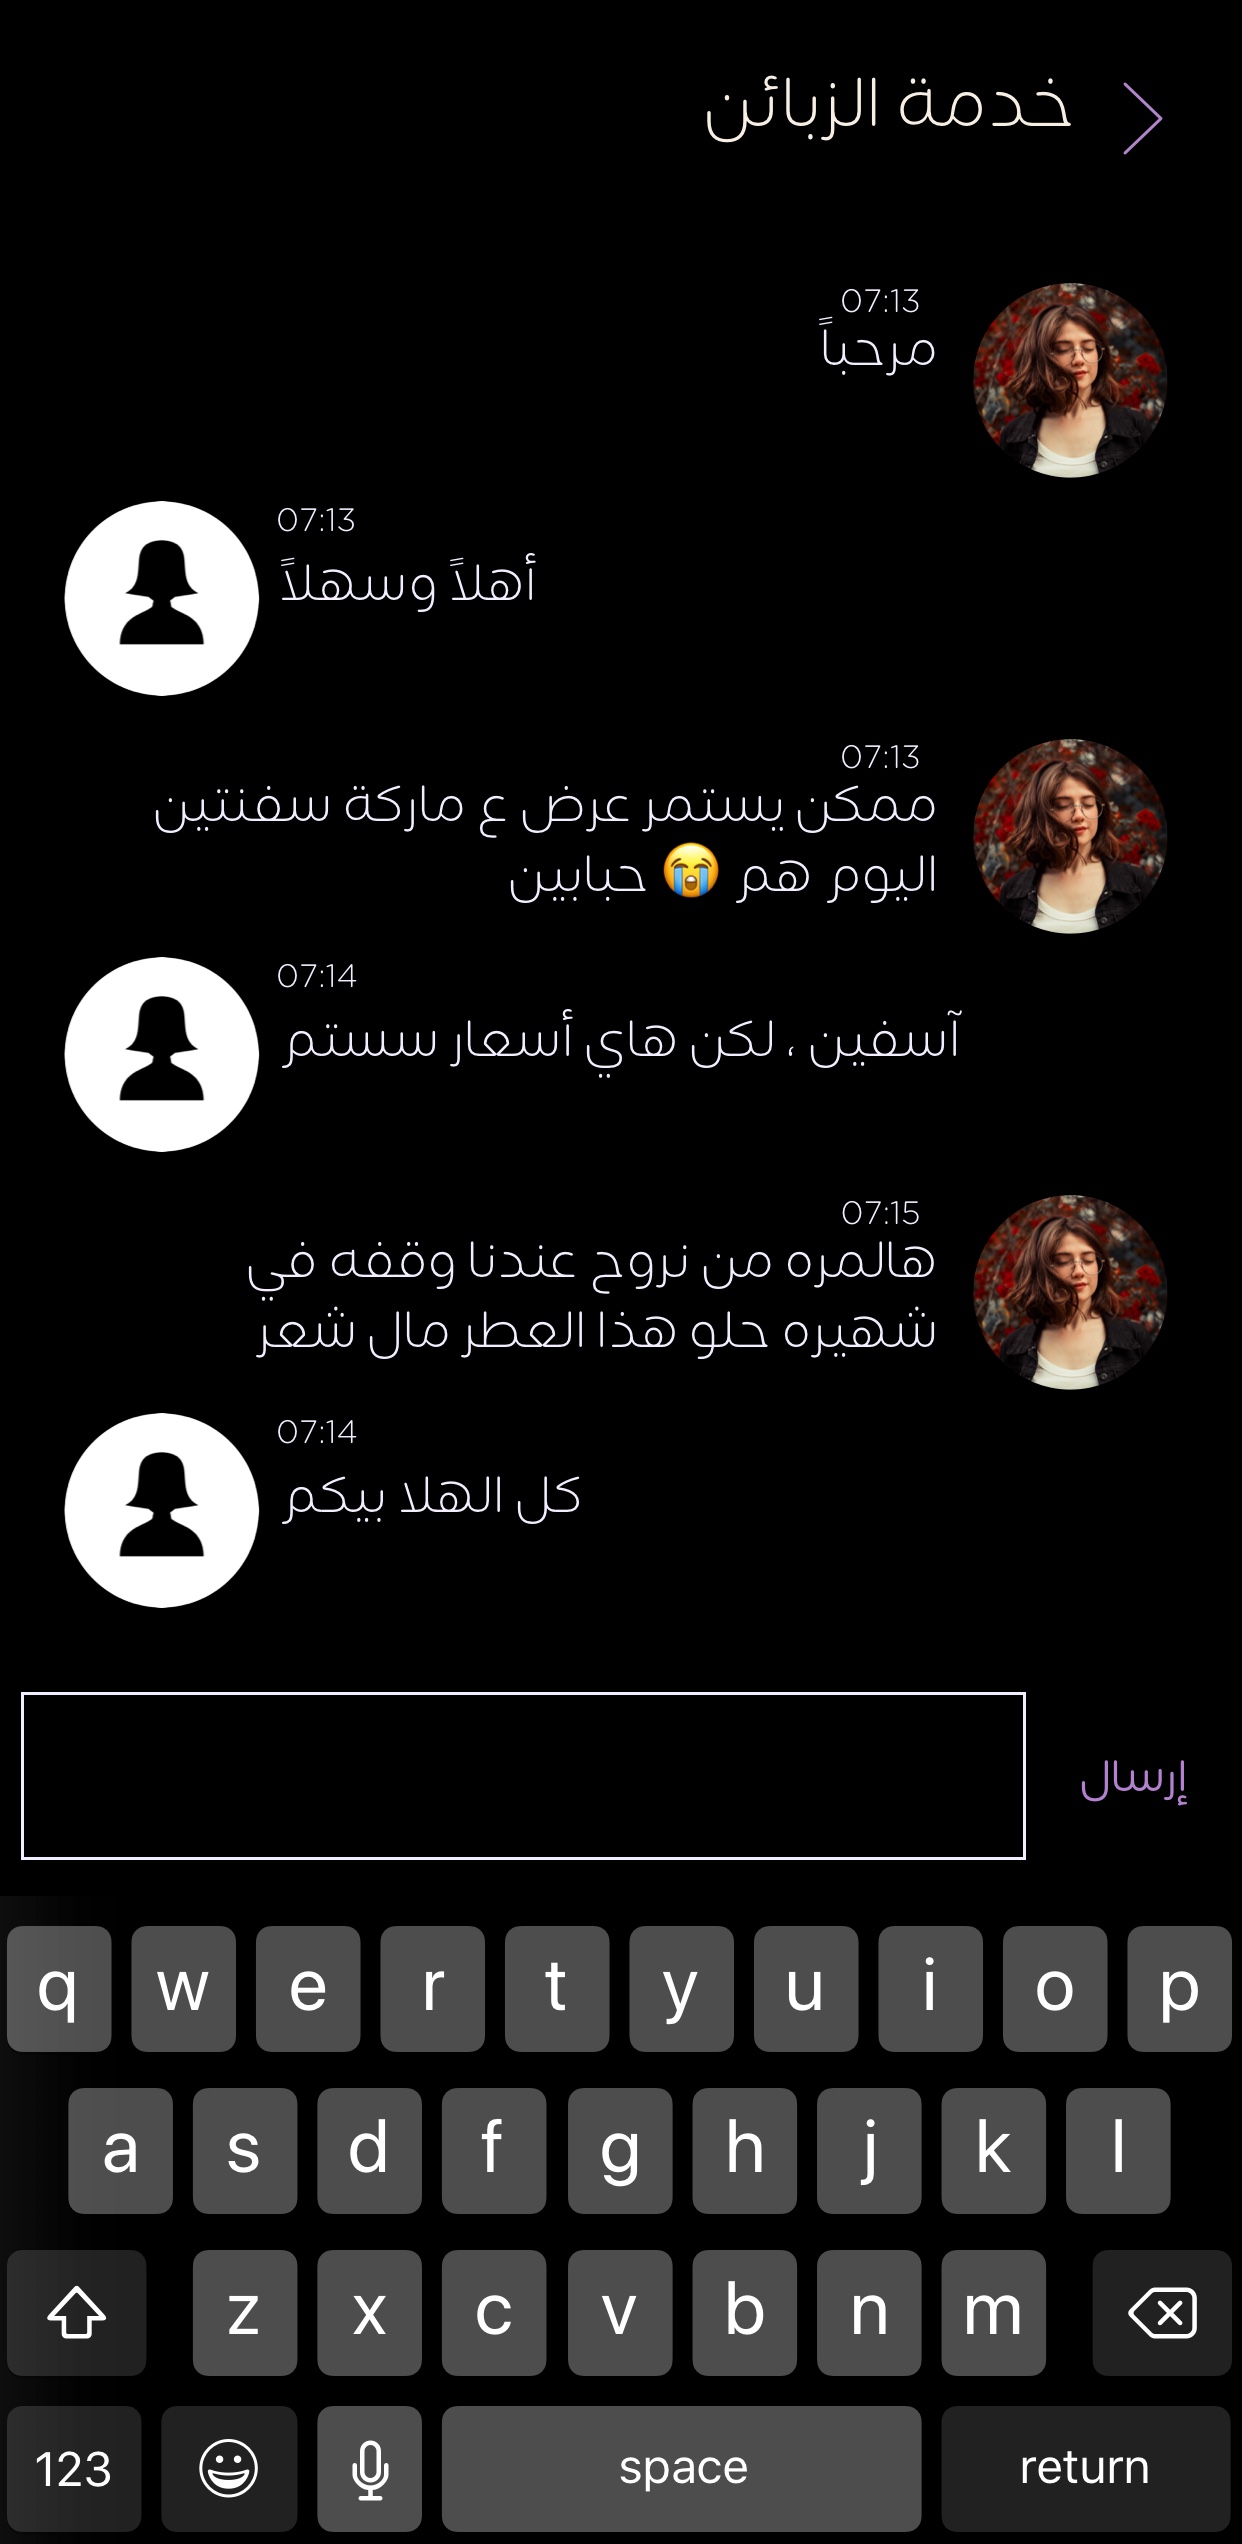 خدمة الزبائن
07:13
مرحباً
07:13
أهلاً وسهلاً
07:13
ممكن يستمر عرض ع ماركة سفنتين
اليوم هم 😭 حبابين
07:14
آسفين ، لكن هاي أسعار سستم
07:15
هالمره من نروح عندنا وقفه في
شهيره حلو هذا العطر مال شعر
07:14
كل الهلا بيكم
إرسال
q w e r t y u i o p
a s d f g h j k l
z x c v b n m
123 space return